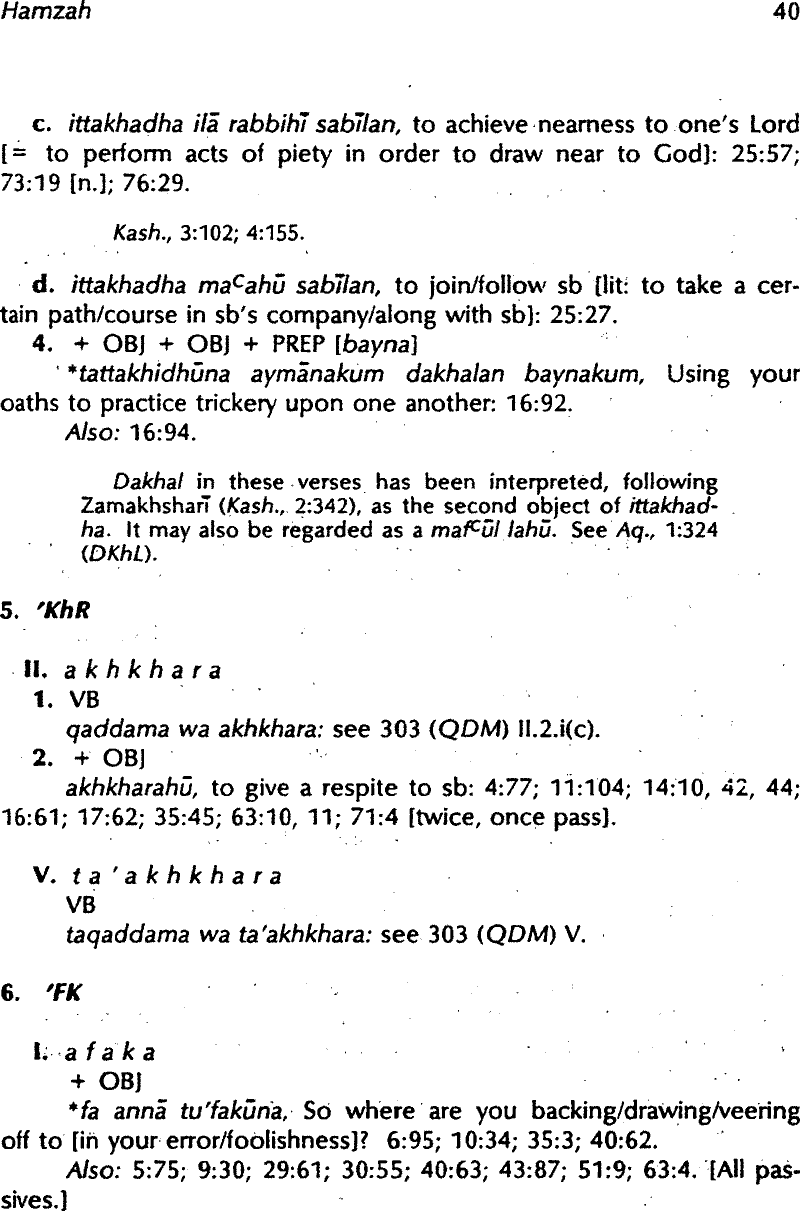 Hamzah 40
c. ittakhadha ilā rabbihī sabīlan, to achieve nearness to one's Lord
[= to perform acts of piety in order to draw near to God]: 25:57;
73:19 [n.]; 76:29.
Kash., 3:102; 4:155.
d. ittakhadha maᶜahū sabīlan, to join/follow sb [lit: to take a cer-
tain path/course in sb's company/along with sb]: 25:27.
4. + OBJ + OBJ + PREP [bayna]
*tattakhidhūna aymānakum dakhalan baynakum, Using your
oaths to practice trickery upon one another: 16:92.
Also: 16:94.
Dakhal in these verses has been interpreted, following
Zamakhsharī (Kash., 2:342), as the second object of ittakhad-
ha. It may also be regarded as a mafᶜūl lahū. See Aq., 1:324
(DKhL).
5. 'KhR
II. a k h k h a r a
1. VB
qaddama wa akhkhara: see 303 (QDM) II.2.i(c).
2. + OBJ
akhkharahū, to give a respite to sb: 4:77; 11:104; 14:10, 42, 44;
16:61; 17:62; 35:45; 63:10, 11; 71:4 [twice, once pass].
V. t a ' a k h k h a r a
VB
taqaddama wa ta'akhkhara: see 303 (QDM) V.
6. 'FK
I. a f a k a
+ OBJ
*fa annā tu'fakūna, So where are you backing/drawing/veering
off to [in your error/foolishness]? 6:95; 10:34; 35:3; 40:62.
Also: 5:75; 9:30; 29:61; 30:55; 40:63; 43:87; 51:9; 63:4. [All pas-
sives.]